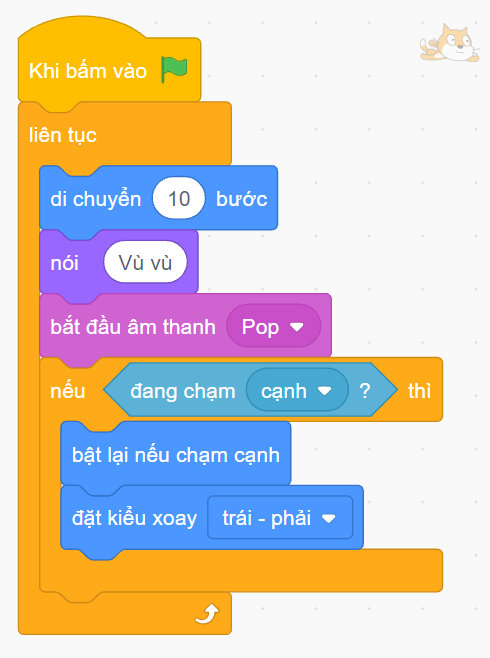 Khi bấm vào
liên tục
di chuyển 10 bước
nói Vù vù
bắt đầu âm thanh Pop
nếu đang chạm cạnh ? thì
bật lại nếu chạm cạnh
đặt kiểu xoay trái - phải